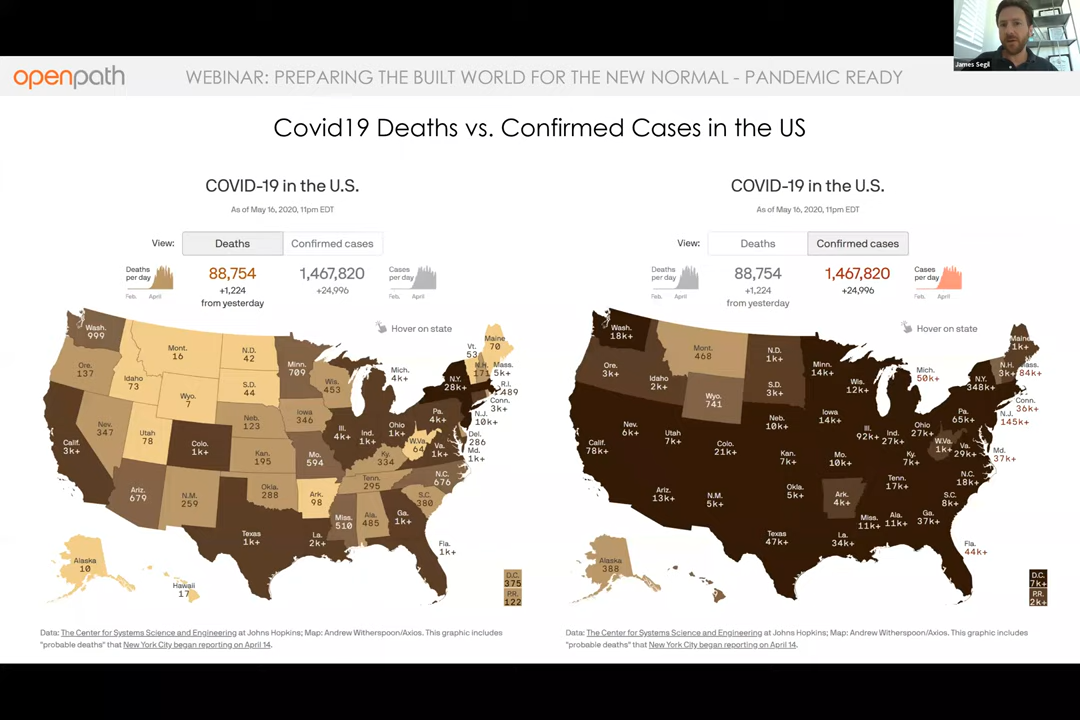 James Segil
openpath
WEBINAR: PREPARING THE BUILT WORLD FOR THE NEW NORMAL - PANDEMIC READY
Covid19 Deaths vs. Confirmed Cases in the US
COVID-19 in the U.S.
As of May 16, 2020, 11pm EDT
View:
Deaths
Confirmed cases
Deaths
per day
88,754
1,467,820
Cases
per day
+1,224
+24,996
from yesterday
Feb. April
Feb. April
Hover on state
Wash.
999
Mont.
16
N.D.
42
Minn.
709
Vt.
53
Maine
70
Ore.
137
Idaho
73
S.D.
44
Wis.
453
Mich.
4k+
N.Y.
28k+
N.H.
171
Mass.
5k+
R.I.
489
Conn.
3k+
Wyo.
7
Nev.
347
Utah
78
Colo.
1k+
Neb.
123
Iowa
346
Ill.
4k+
Ind.
1k+
Ohio
1k+
Pa.
4k+
N.J.
10k+
Del.
286
Md.
1k+
Calif.
3k+
Kan.
195
Mo.
594
Ky.
334
W.Va.
64
Va.
1k+
Ariz.
679
N.M.
259
Okla.
288
Ark.
98
Tenn.
295
N.C.
676
S.C.
380
Texas
1k+
La.
2k+
Miss.
510
Ala.
485
Ga.
1k+
Fla.
1k+
Alaska
10
Hawaii
17
D.C.
375
P.R.
122
Data: The Center for Systems Science and Engineering at Johns Hopkins; Map: Andrew Witherspoon/Axios. This graphic includes
"probable deaths" that New York City began reporting on April 14.
COVID-19 in the U.S.
As of May 16, 2020, 11pm EDT
View:
Deaths
Confirmed cases
Deaths
per day
88,754
1,467,820
Cases
per day
+1,224
+24,996
from yesterday
Feb. April
Feb. April
Hover on state
Wash.
18k+
Mont.
468
N.D.
1k+
Minn.
14k+
Maine
1k+
Ore.
3k+
Idaho
2k+
S.D.
3k+
Wis.
12k+
Mich.
50k+
N.Y.
348k+
N.H.
3k+
Mass.
84k+
Conn.
36k+
Wyo.
741
Nev.
6k+
Utah
7k+
Colo.
21k+
Neb.
10k+
Iowa
14k+
Ill.
92k+
Ind.
27k+
Ohio
27k+
Pa.
65k+
N.J.
145k+
Md.
37k+
Calif.
78k+
Kan.
7k+
Mo.
10k+
Ky.
7k+
W.Va.
1k+
Va.
29k+
Ariz.
13k+
N.M.
5k+
Okla.
5k+
Ark.
4k+
Tenn.
17k+
N.C.
18k+
S.C.
8k+
Texas
47k+
La.
34k+
Miss.
11k+
Ala.
11k+
Ga.
37k+
Fla.
44k+
Alaska
388
D.C.
7k+
P.R.
2k+
Data: The Center for Systems Science and Engineering at Johns Hopkins; Map: Andrew Witherspoon/Axios. This graphic includes
"probable deaths" that New York City began reporting on April 14.